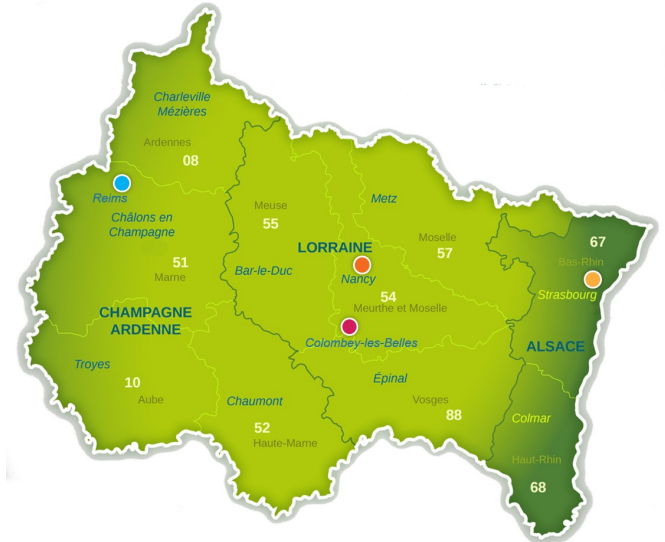 Charleville
Mézières
Ardennes
08
Reims
Châlons en
Champagne
51
Marne
CHAMPAGNE
ARDENNE
Troyes
10
Aube
Chaumont
52
Haute-Marne
Meuse
55
Bar-le-Duc
LORRAINE
Metz
Moselle
57
Nancy
54
Meurthe et Moselle
Colombey-les-Belles
Épinal
Vosges
88
67
Bas-Rhin
Strasbourg
ALSACE
Colmar
Haut-Rhin
68